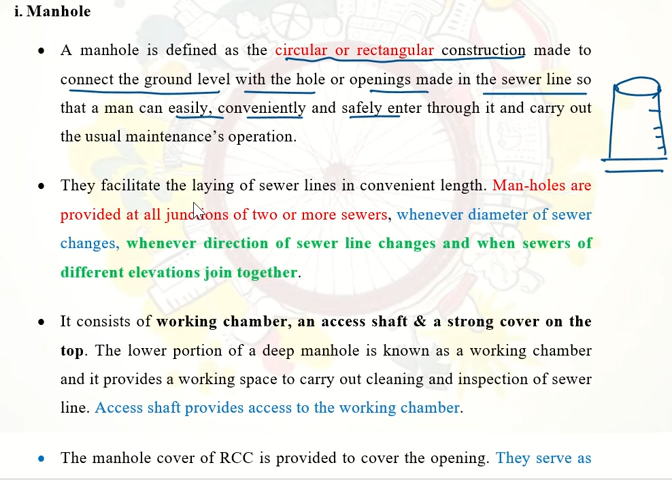 i. Manhole
• A manhole is defined as the circular or rectangular construction made to
connect the ground level with the hole or openings made in the sewer line so
that a man can easily, conveniently and safely enter through it and carry out
the usual maintenance's operation.
• They facilitate the laying of sewer lines in convenient length. Man-holes are
provided at all junctions of two or more sewers, whenever diameter of sewer
changes, whenever direction of sewer line changes and when sewers of
different elevations join together.
• It consists of working chamber, an access shaft & a strong cover on the
top. The lower portion of a deep manhole is known as a working chamber
and it provides a working space to carry out cleaning and inspection of sewer
line. Access shaft provides access to the working chamber.
• The manhole cover of RCC is provided to cover the opening. They serve as